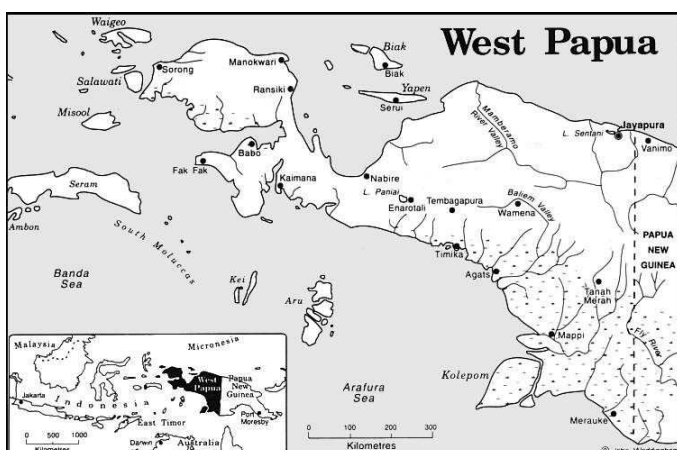 West Papua
Waigeo
Biak
Manokwari
Sorong
Biak
Salawati
Ransiki
Yapen
Serui
Misool
Mamberamo
River Valley
Jayapura
L. Sentani
Vanimo
Babo
Fak Fak
Kaimana
Nabire
L. Paniai
Seram
Enarotali
Tembagapura
Baliem Valley
Wamena
Ambon
South Moluccas
PAPUA
NEW
GUINEA
Timika
Banda
Sea
Kei
Aru
Agats
Tanah
Merah
Mappi
Fly River
Kolepom
Arafura
Sea
Merauke
0 100 200 300
Kilometres
Malaysia
Micronesia
West
Papua
Papua
New
Guinea
Jakarta
Indonesia
Port
Moresby
East Timor
0 500 1000
Kilometres
Darwin
Australia